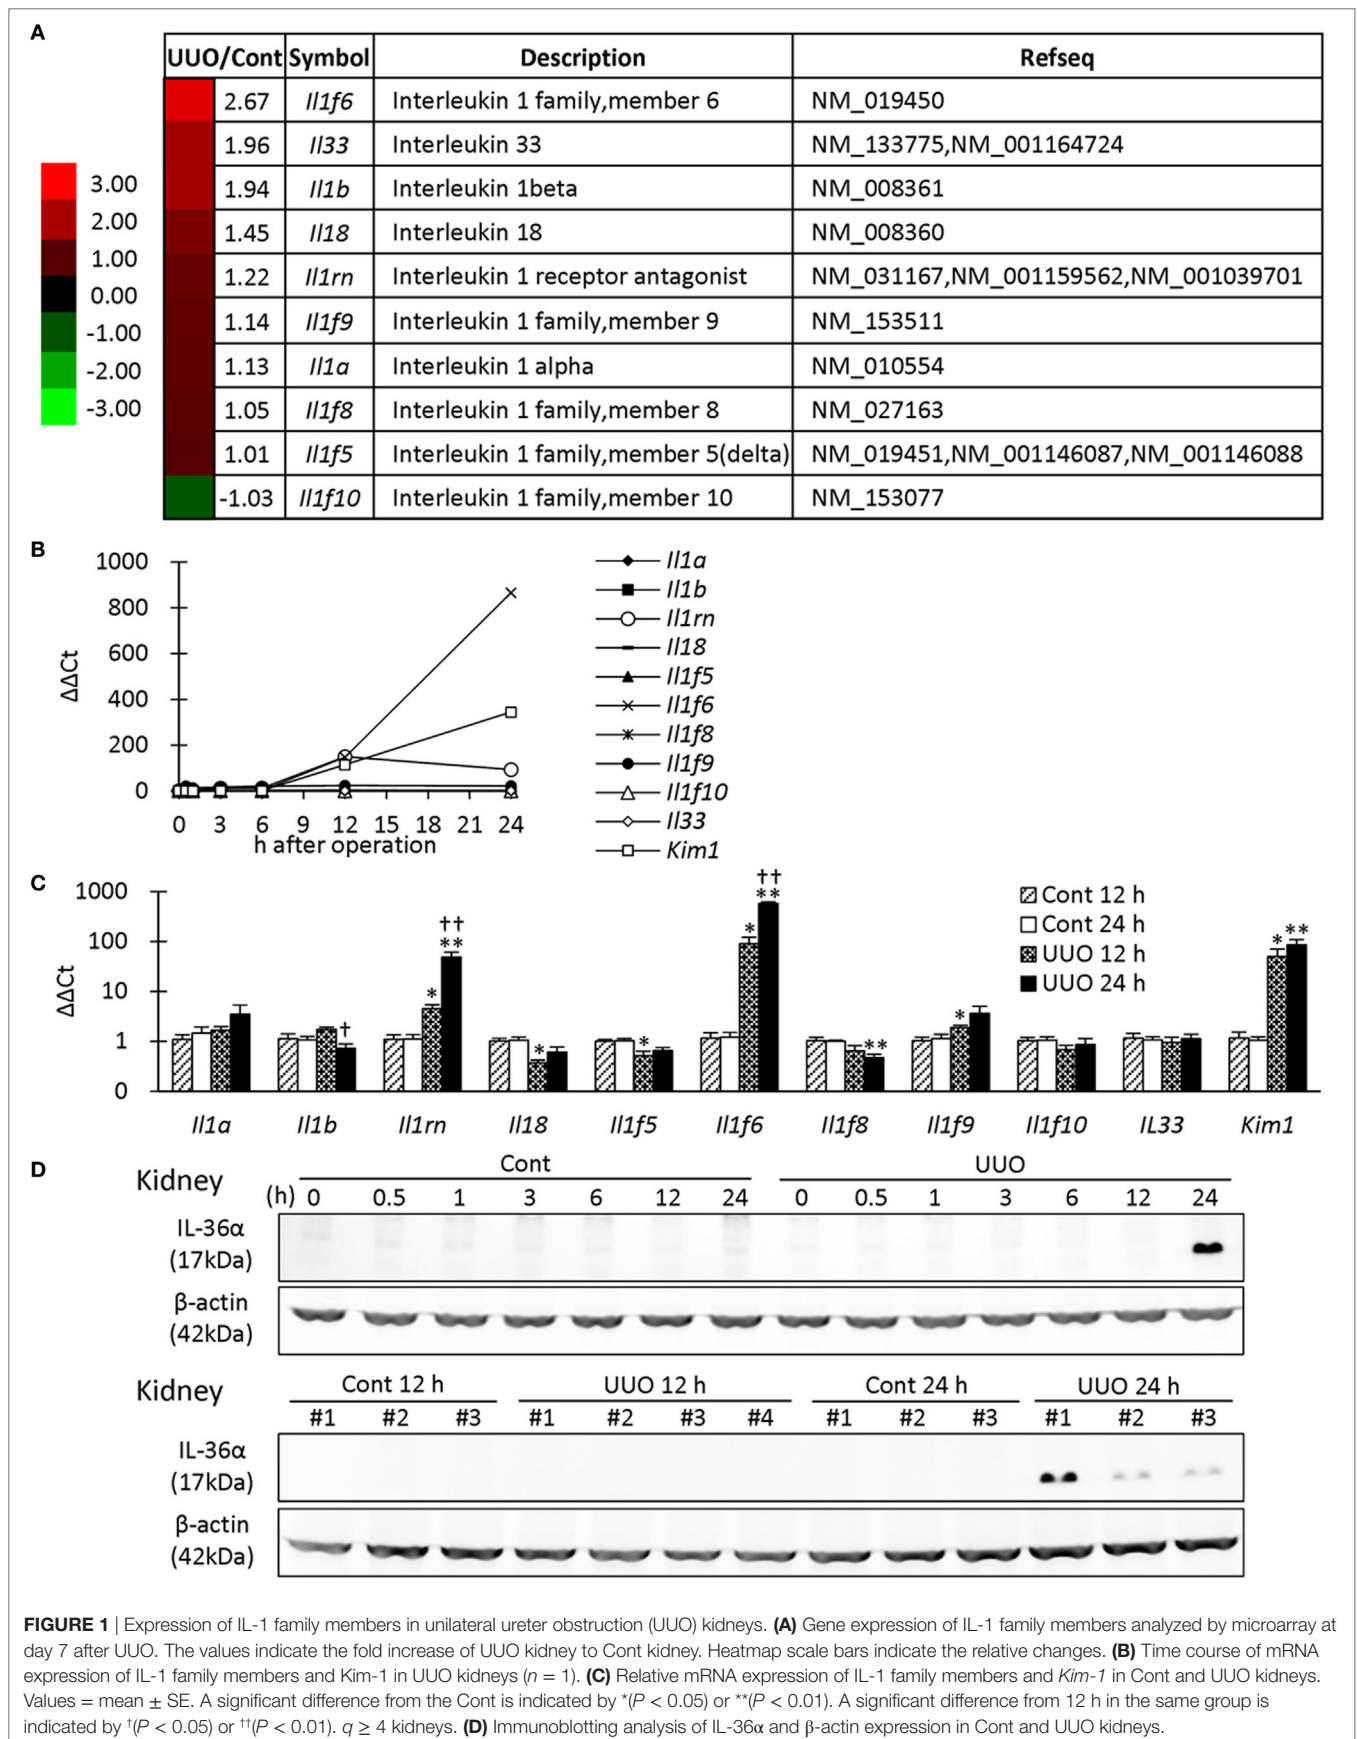 A
UUO/Cont Symbol Description Refseq
2.67 Il1f6 Interleukin 1 family,member 6 NM_019450
1.96 Il33 Interleukin 33 NM_133775,NM_001164724
1.94 Il1b Interleukin 1beta NM_008361
1.45 Il18 Interleukin 18 NM_008360
1.22 Il1rn Interleukin 1 receptor antagonist NM_031167,NM_001159562,NM_001039701
1.14 Il1f9 Interleukin 1 family,member 9 NM_153511
1.13 Il1a Interleukin 1 alpha NM_010554
1.05 Il1f8 Interleukin 1 family,member 8 NM_027163
1.01 Il1f5 Interleukin 1 family,member 5(delta) NM_019451,NM_001146087,NM_001146088
-1.03 Il1f10 Interleukin 1 family,member 10 NM_153077
3.00
2.00
1.00
0.00
-1.00
-2.00
-3.00
B
1000
800
600
400
200
0
ΔΔCt
0 3 6 9 12 15 18 21 24
h after operation
Il1a
Il1b
Il1rn
Il18
Il1f5
Il1f6
Il1f8
Il1f9
Il1f10
Il33
Kim1
C
1000
100
10
1
0
ΔΔCt
†
††
**
*
*
*
††
**
*
**
*
* **
Cont 12 h
Cont 24 h
UUO 12 h
UUO 24 h
Il1a Il1b Il1rn Il18 Il1f5 Il1f6 Il1f8 Il1f9 Il1f10 IL33 Kim1
D
Kidney Cont UUO
(h) 0 0.5 1 3 6 12 24 0 0.5 1 3 6 12 24
IL-36α
(17kDa)
β-actin
(42kDa)
Kidney Cont 12 h UUO 12 h Cont 24 h UUO 24 h
#1 #2 #3 #1 #2 #3 #4 #1 #2 #3 #1 #2 #3
IL-36α
(17kDa)
β-actin
(42kDa)
FIGURE 1 | Expression of IL-1 family members in unilateral ureter obstruction (UUO) kidneys. (A) Gene expression of IL-1 family members analyzed by microarray at
day 7 after UUO. The values indicate the fold increase of UUO kidney to Cont kidney. Heatmap scale bars indicate the relative changes. (B) Time course of mRNA
expression of IL-1 family members and Kim-1 in UUO kidneys (n = 1). (C) Relative mRNA expression of IL-1 family members and Kim-1 in Cont and UUO kidneys.
Values = mean ± SE. A significant difference from the Cont is indicated by *(P < 0.05) or **(P < 0.01). A significant difference from 12 h in the same group is
indicated by †(P < 0.05) or ††(P < 0.01). q ≥ 4 kidneys. (D) Immunoblotting analysis of IL-36α and β-actin expression in Cont and UUO kidneys.